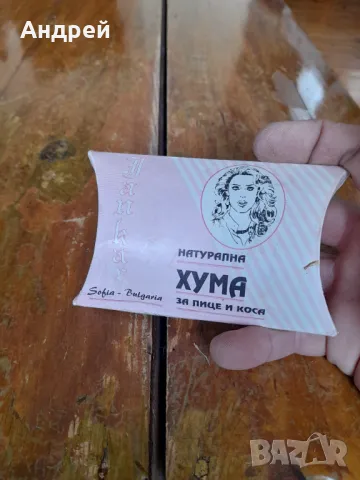 Андрей
НАТУРАЛНА
ХУМА
ЗА ЛИЦЕ И КОСА
Sofia - Bulgaria
BAZAR